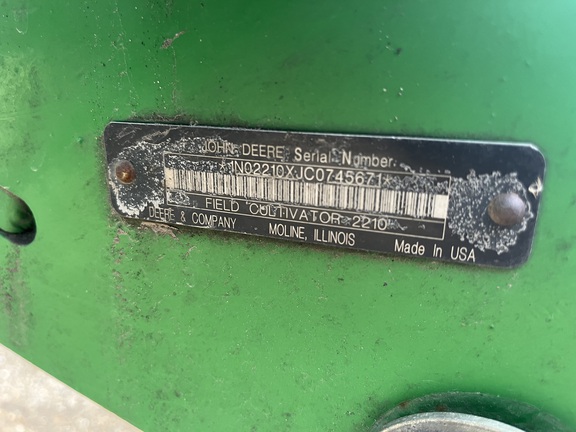 JOHN DEERE Serial Number
*1N02210XJC0745671*
FIELD CULTIVATOR 2210
DEERE & COMPANY MOLINE, ILLINOIS Made In USA